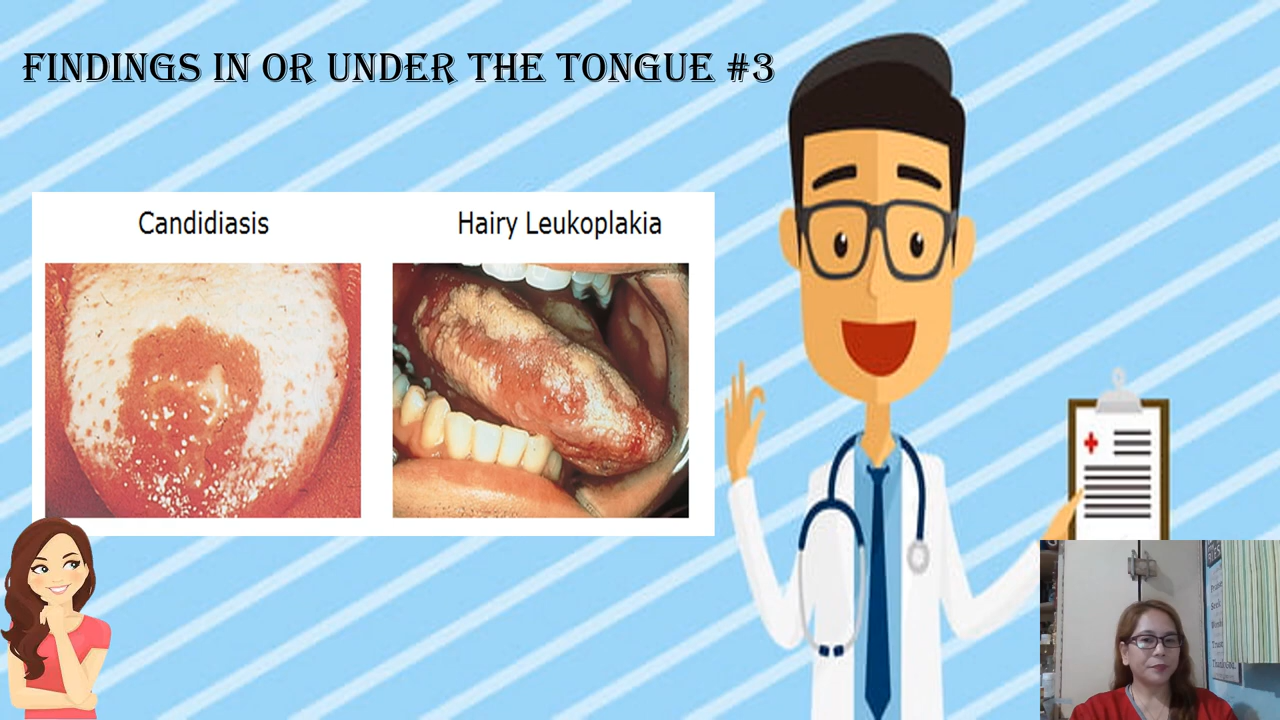 FINDINGS IN OR UNDER THE TONGUE #3
Candidiasis
Hairy Leukoplakia